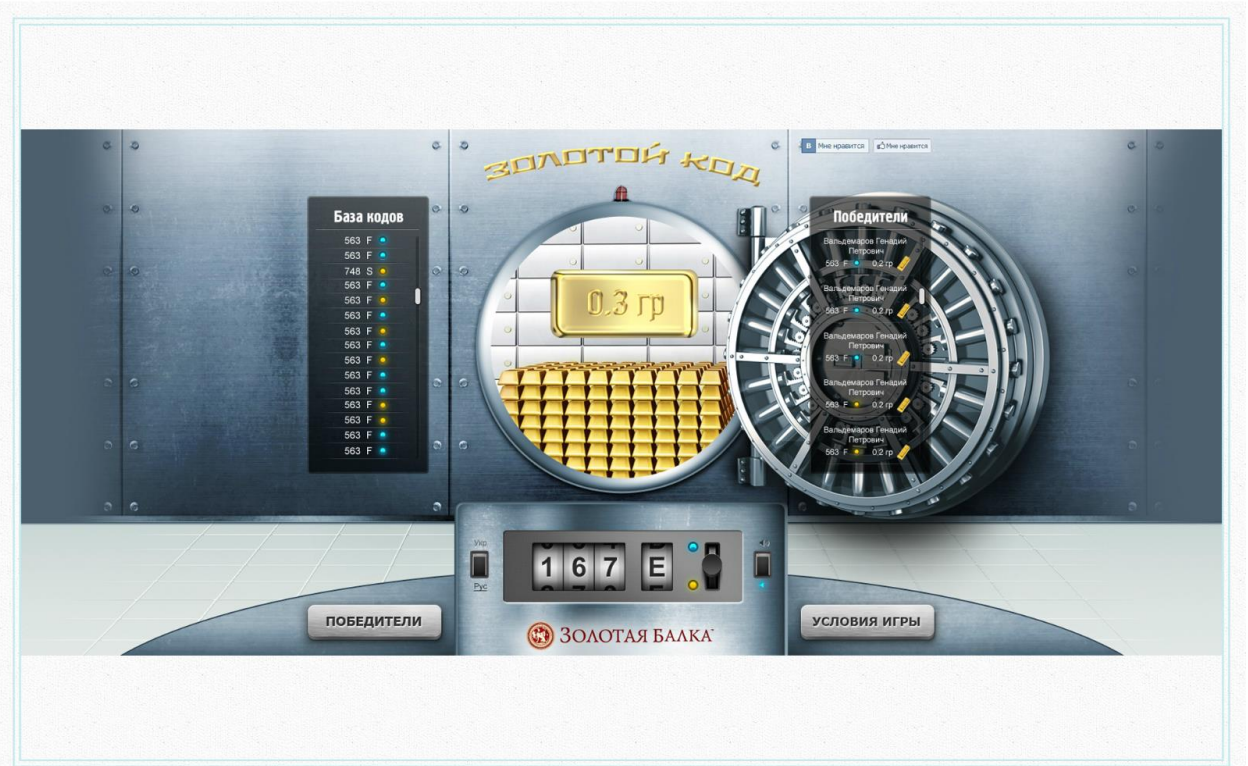 ЗОЛОТОЙ КОД
В Мне нравится
Мне нравится
База кодов
563 F
563 F
748 S
563 F
563 F
563 F
563 F
563 F
563 F
563 F
563 F
563 F
563 F
563 F
563 F
0.3 гр
Победители
Вальдемаров Генадий
Петрович
563 F 0.2 гр
Вальдемаров Генадий
Петрович
563 F 0.2 гр
Вальдемаров Генадий
Петрович
563 F 0.2 гр
Вальдемаров Генадий
Петрович
563 F 0.2 гр
Вальдемаров Генадий
Петрович
563 F 0.2 гр
Укр
Рус
1 6 7 E
ПОБЕДИТЕЛИ
ЗОЛОТАЯ БАЛКА
УСЛОВИЯ ИГРЫ